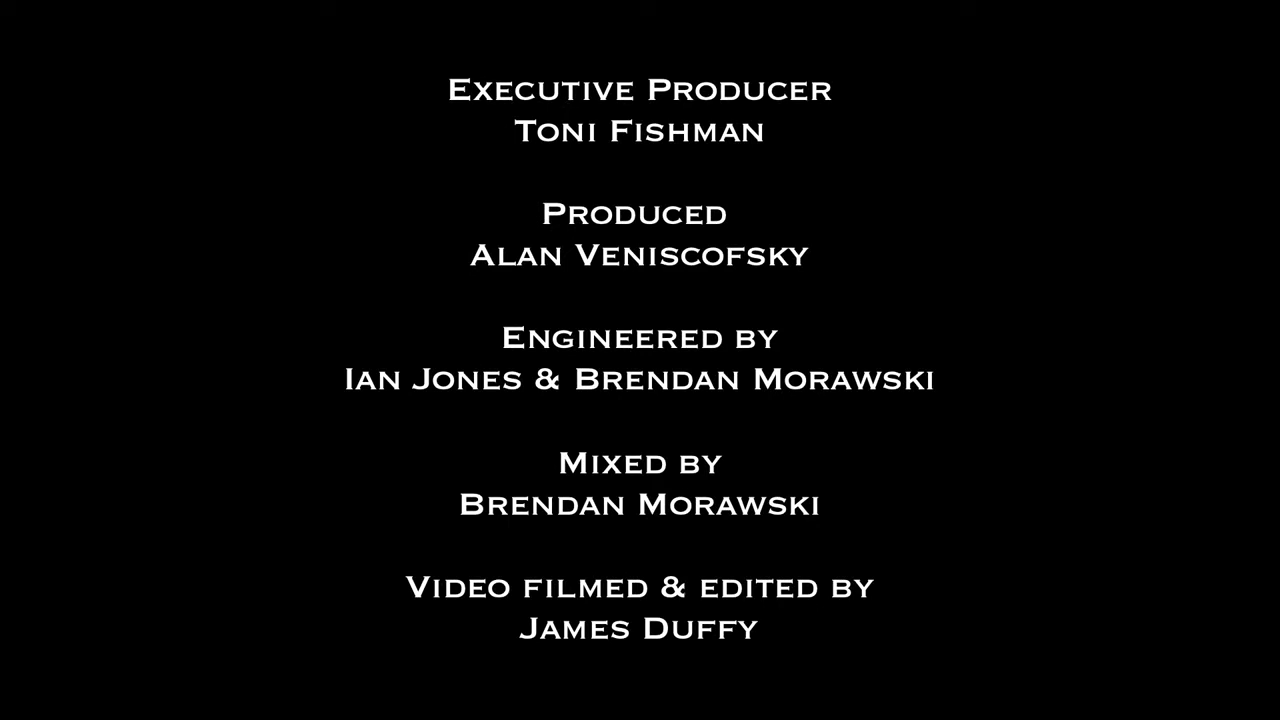 Executive Producer
Toni Fishman
Produced
Alan Veniscofsky
Engineered by
Ian Jones & Brendan Morawski
Mixed by
Brendan Morawski
Video filmed & edited by
James Duffy